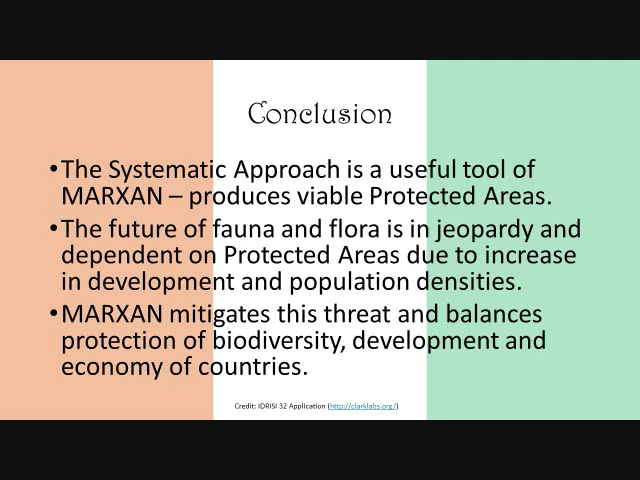 Conclusion
•The Systematic Approach is a useful tool of
MARXAN – produces viable Protected Areas.
•The future of fauna and flora is in jeopardy and
dependent on Protected Areas due to increase
in development and population densities.
•MARXAN mitigates this threat and balances
protection of biodiversity, development and
economy of countries.
Credit: IDRISI 32 Application (http://clarklabs.org/)